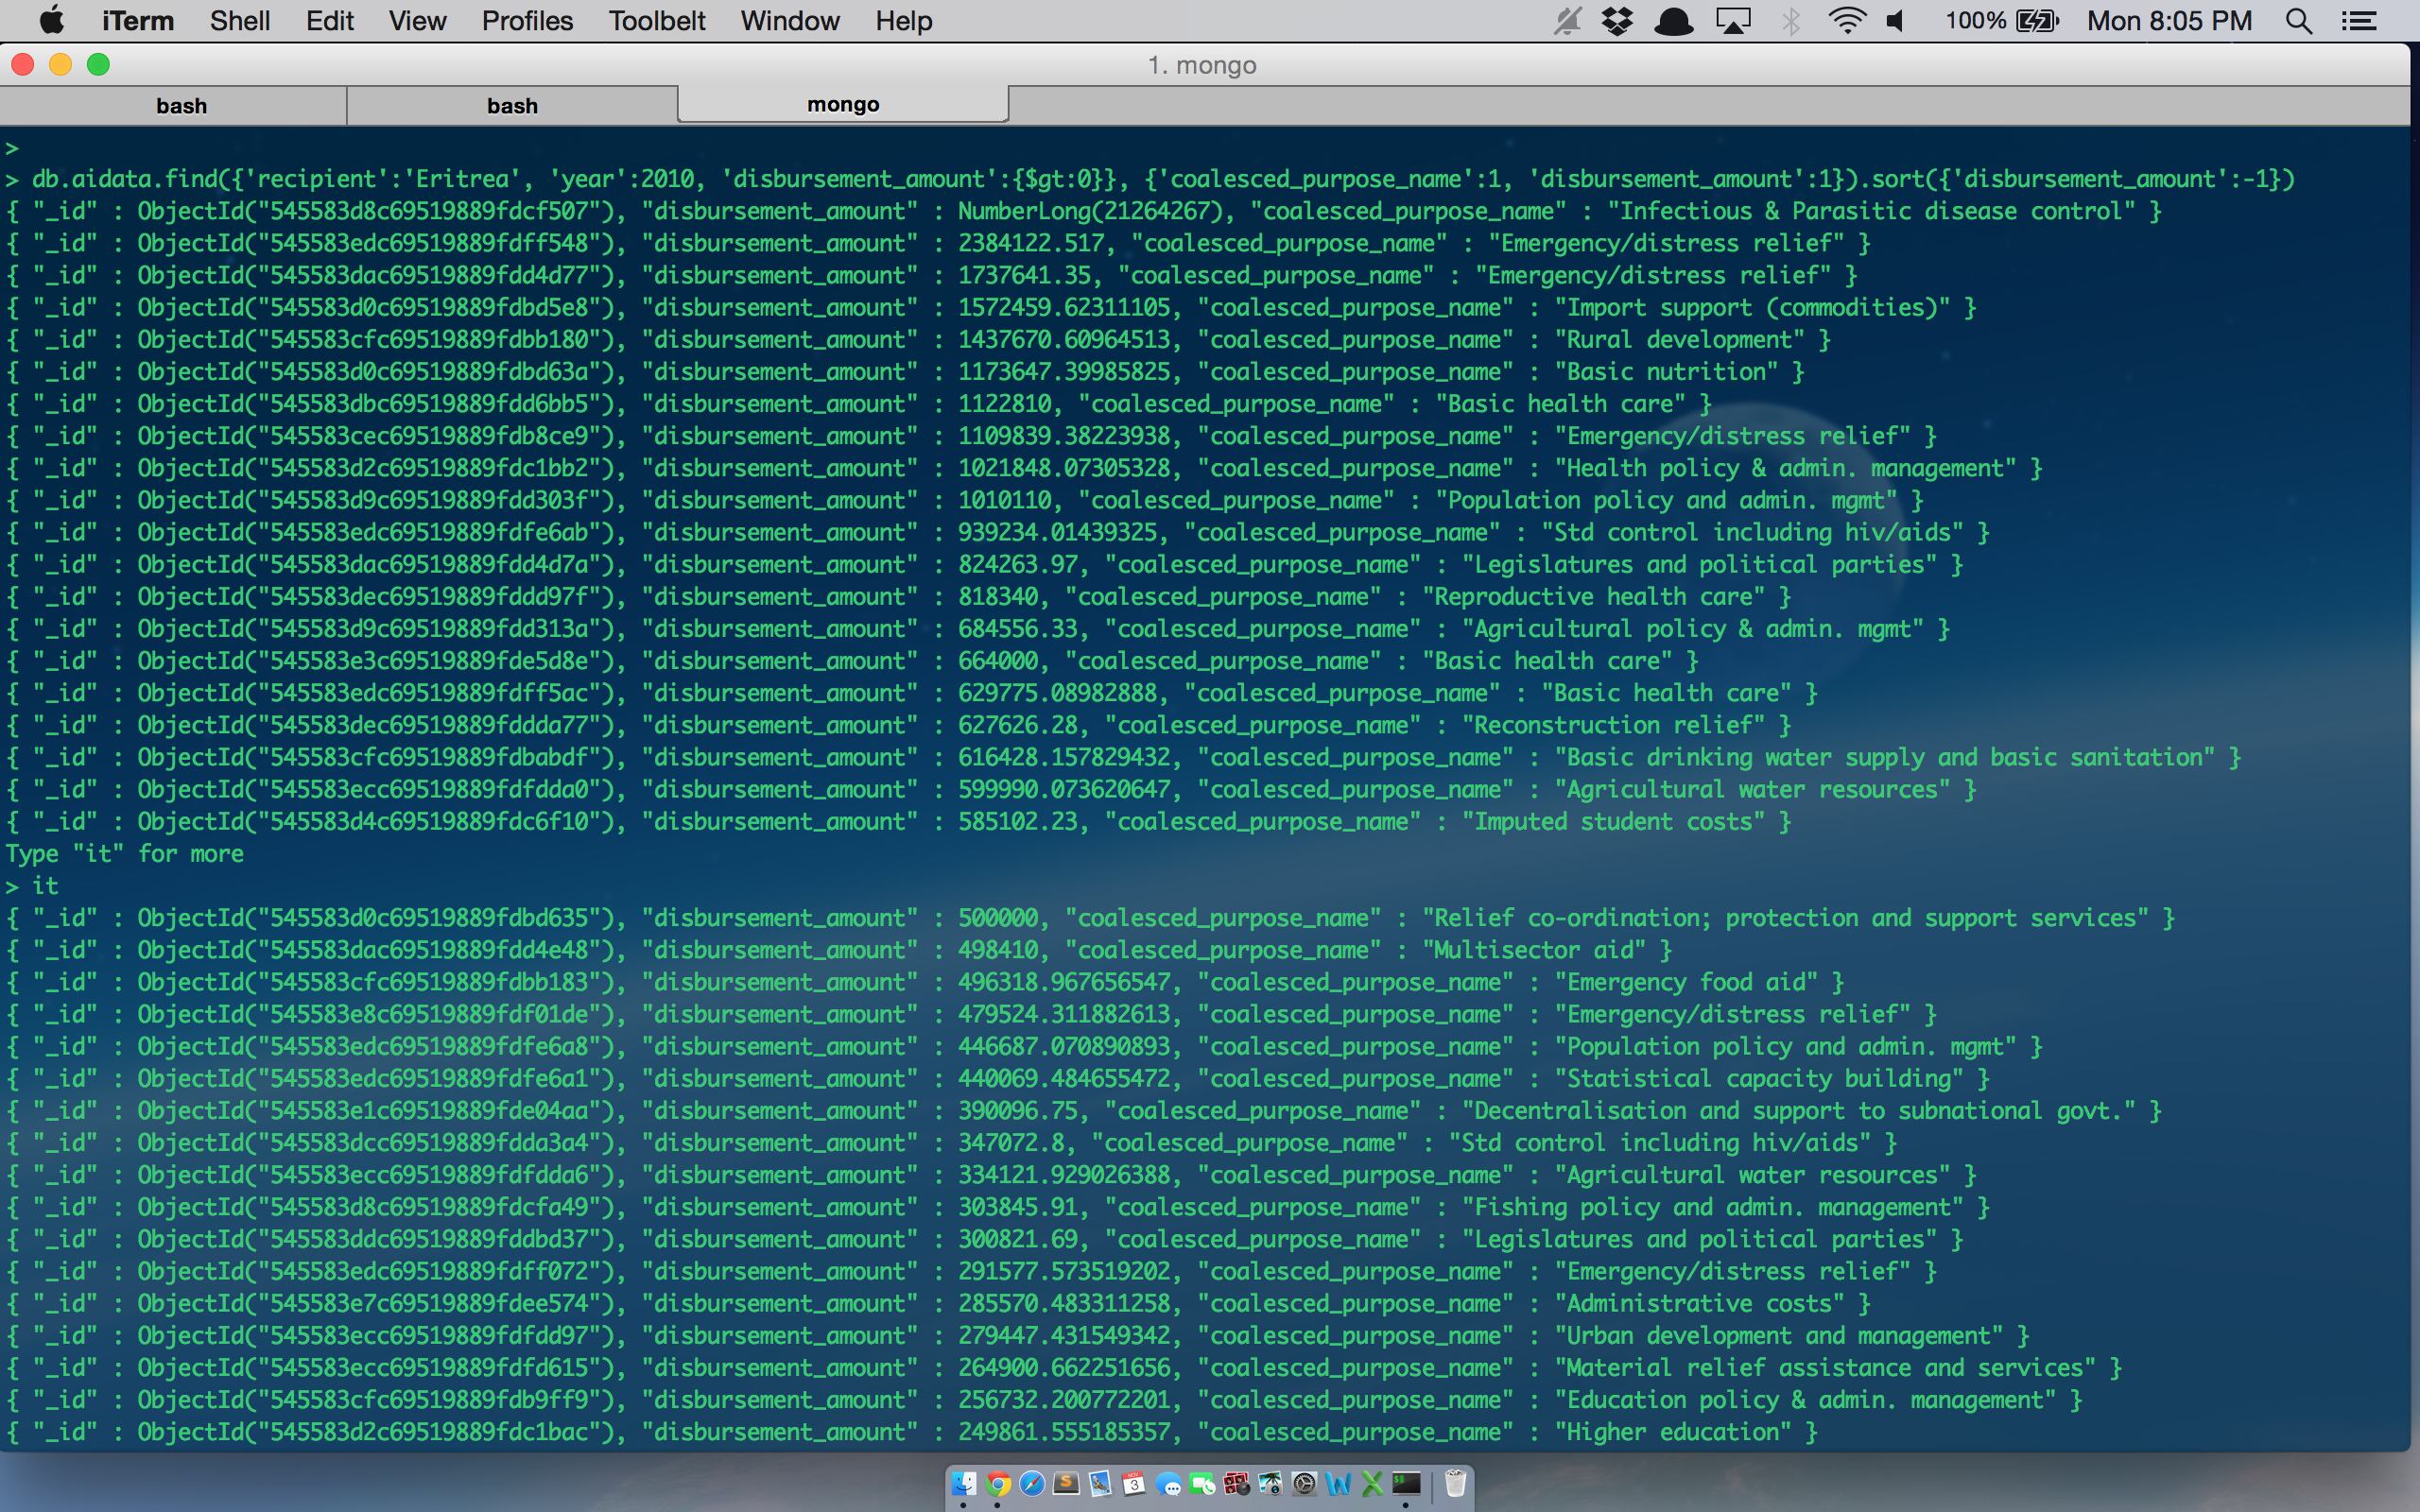 iTerm Shell Edit View Profiles Toolbelt Window Help 100% Mon 8:05 PM
1. mongo
bash bash mongo
>
> db.aidata.find({'recipient':'Eritrea', 'year':2010, 'disbursement_amount':{$gt:0}}, {'coalesced_purpose_name':1, 'disbursement_amount':1}).sort({'disbursement_amount':-1})
{ "_id" : ObjectId("545583d8c69519889fdcf507"), "disbursement_amount" : NumberLong(21264267), "coalesced_purpose_name" : "Infectious & Parasitic disease control" }
{ "_id" : ObjectId("545583edc69519889fdff548"), "disbursement_amount" : 2384122.517, "coalesced_purpose_name" : "Emergency/distress relief" }
{ "_id" : ObjectId("545583dac69519889fdd4d77"), "disbursement_amount" : 1737641.35, "coalesced_purpose_name" : "Emergency/distress relief" }
{ "_id" : ObjectId("545583d0c69519889fdbd5e8"), "disbursement_amount" : 1572459.62311105, "coalesced_purpose_name" : "Import support (commodities)" }
{ "_id" : ObjectId("545583cfc69519889fdbb180"), "disbursement_amount" : 1437670.60964513, "coalesced_purpose_name" : "Rural development" }
{ "_id" : ObjectId("545583d0c69519889fdbd63a"), "disbursement_amount" : 1173647.39985825, "coalesced_purpose_name" : "Basic nutrition" }
{ "_id" : ObjectId("545583dbc69519889fdd6bb5"), "disbursement_amount" : 1122810, "coalesced_purpose_name" : "Basic health care" }
{ "_id" : ObjectId("545583cec69519889fdb8ce9"), "disbursement_amount" : 1109839.38223938, "coalesced_purpose_name" : "Emergency/distress relief" }
{ "_id" : ObjectId("545583d2c69519889fdc1bb2"), "disbursement_amount" : 1021848.07305328, "coalesced_purpose_name" : "Health policy & admin. management" }
{ "_id" : ObjectId("545583d9c69519889fdd303f"), "disbursement_amount" : 1010110, "coalesced_purpose_name" : "Population policy and admin. mgmt" }
{ "_id" : ObjectId("545583edc69519889fdfe6ab"), "disbursement_amount" : 939234.01439325, "coalesced_purpose_name" : "Std control including hiv/aids" }
{ "_id" : ObjectId("545583dac69519889fdd4d7a"), "disbursement_amount" : 824263.97, "coalesced_purpose_name" : "Legislatures and political parties" }
{ "_id" : ObjectId("545583dec69519889fddd97f"), "disbursement_amount" : 818340, "coalesced_purpose_name" : "Reproductive health care" }
{ "_id" : ObjectId("545583d9c69519889fdd313a"), "disbursement_amount" : 684556.33, "coalesced_purpose_name" : "Agricultural policy & admin. mgmt" }
{ "_id" : ObjectId("545583e3c69519889fde5d8e"), "disbursement_amount" : 664000, "coalesced_purpose_name" : "Basic health care" }
{ "_id" : ObjectId("545583edc69519889fdff5ac"), "disbursement_amount" : 629775.08982888, "coalesced_purpose_name" : "Basic health care" }
{ "_id" : ObjectId("545583dec69519889fddda77"), "disbursement_amount" : 627626.28, "coalesced_purpose_name" : "Reconstruction relief" }
{ "_id" : ObjectId("545583cfc69519889fdbabdf"), "disbursement_amount" : 616428.157829432, "coalesced_purpose_name" : "Basic drinking water supply and basic sanitation" }
{ "_id" : ObjectId("545583ecc69519889fdfdda0"), "disbursement_amount" : 599990.073620647, "coalesced_purpose_name" : "Agricultural water resources" }
{ "_id" : ObjectId("545583d4c69519889fdc6f10"), "disbursement_amount" : 585102.23, "coalesced_purpose_name" : "Imputed student costs" }
Type "it" for more
> it
{ "_id" : ObjectId("545583d0c69519889fdbd635"), "disbursement_amount" : 500000, "coalesced_purpose_name" : "Relief co-ordination; protection and support services" }
{ "_id" : ObjectId("545583dac69519889fdd4e48"), "disbursement_amount" : 498410, "coalesced_purpose_name" : "Multisector aid" }
{ "_id" : ObjectId("545583cfc69519889fdbb183"), "disbursement_amount" : 496318.967656547, "coalesced_purpose_name" : "Emergency food aid" }
{ "_id" : ObjectId("545583e8c69519889fdf01de"), "disbursement_amount" : 479524.311882613, "coalesced_purpose_name" : "Emergency/distress relief" }
{ "_id" : ObjectId("545583edc69519889fdfe6a8"), "disbursement_amount" : 446687.070890893, "coalesced_purpose_name" : "Population policy and admin. mgmt" }
{ "_id" : ObjectId("545583edc69519889fdfe6a1"), "disbursement_amount" : 440069.484655472, "coalesced_purpose_name" : "Statistical capacity building" }
{ "_id" : ObjectId("545583e1c69519889fde04aa"), "disbursement_amount" : 390096.75, "coalesced_purpose_name" : "Decentralisation and support to subnational govt." }
{ "_id" : ObjectId("545583dcc69519889fdda3a4"), "disbursement_amount" : 347072.8, "coalesced_purpose_name" : "Std control including hiv/aids" }
{ "_id" : ObjectId("545583ecc69519889fdfdda6"), "disbursement_amount" : 334121.929026388, "coalesced_purpose_name" : "Agricultural water resources" }
{ "_id" : ObjectId("545583d8c69519889fdcfa49"), "disbursement_amount" : 303845.91, "coalesced_purpose_name" : "Fishing policy and admin. management" }
{ "_id" : ObjectId("545583ddc69519889fddbd37"), "disbursement_amount" : 300821.69, "coalesced_purpose_name" : "Legislatures and political parties" }
{ "_id" : ObjectId("545583edc69519889fdff072"), "disbursement_amount" : 291577.573519202, "coalesced_purpose_name" : "Emergency/distress relief" }
{ "_id" : ObjectId("545583e7c69519889fdee574"), "disbursement_amount" : 285570.483311258, "coalesced_purpose_name" : "Administrative costs" }
{ "_id" : ObjectId("545583ecc69519889fdfdd97"), "disbursement_amount" : 279447.431549342, "coalesced_purpose_name" : "Urban development and management" }
{ "_id" : ObjectId("545583ecc69519889fdfd615"), "disbursement_amount" : 264900.662251656, "coalesced_purpose_name" : "Material relief assistance and services" }
{ "_id" : ObjectId("545583cfc69519889fdb9ff9"), "disbursement_amount" : 256732.200772201, "coalesced_purpose_name" : "Education policy & admin. management" }
{ "_id" : ObjectId("545583d2c69519889fdc1bac"), "disbursement_amount" : 249861.555185357, "coalesced_purpose_name" : "Higher education" }
NOV
3